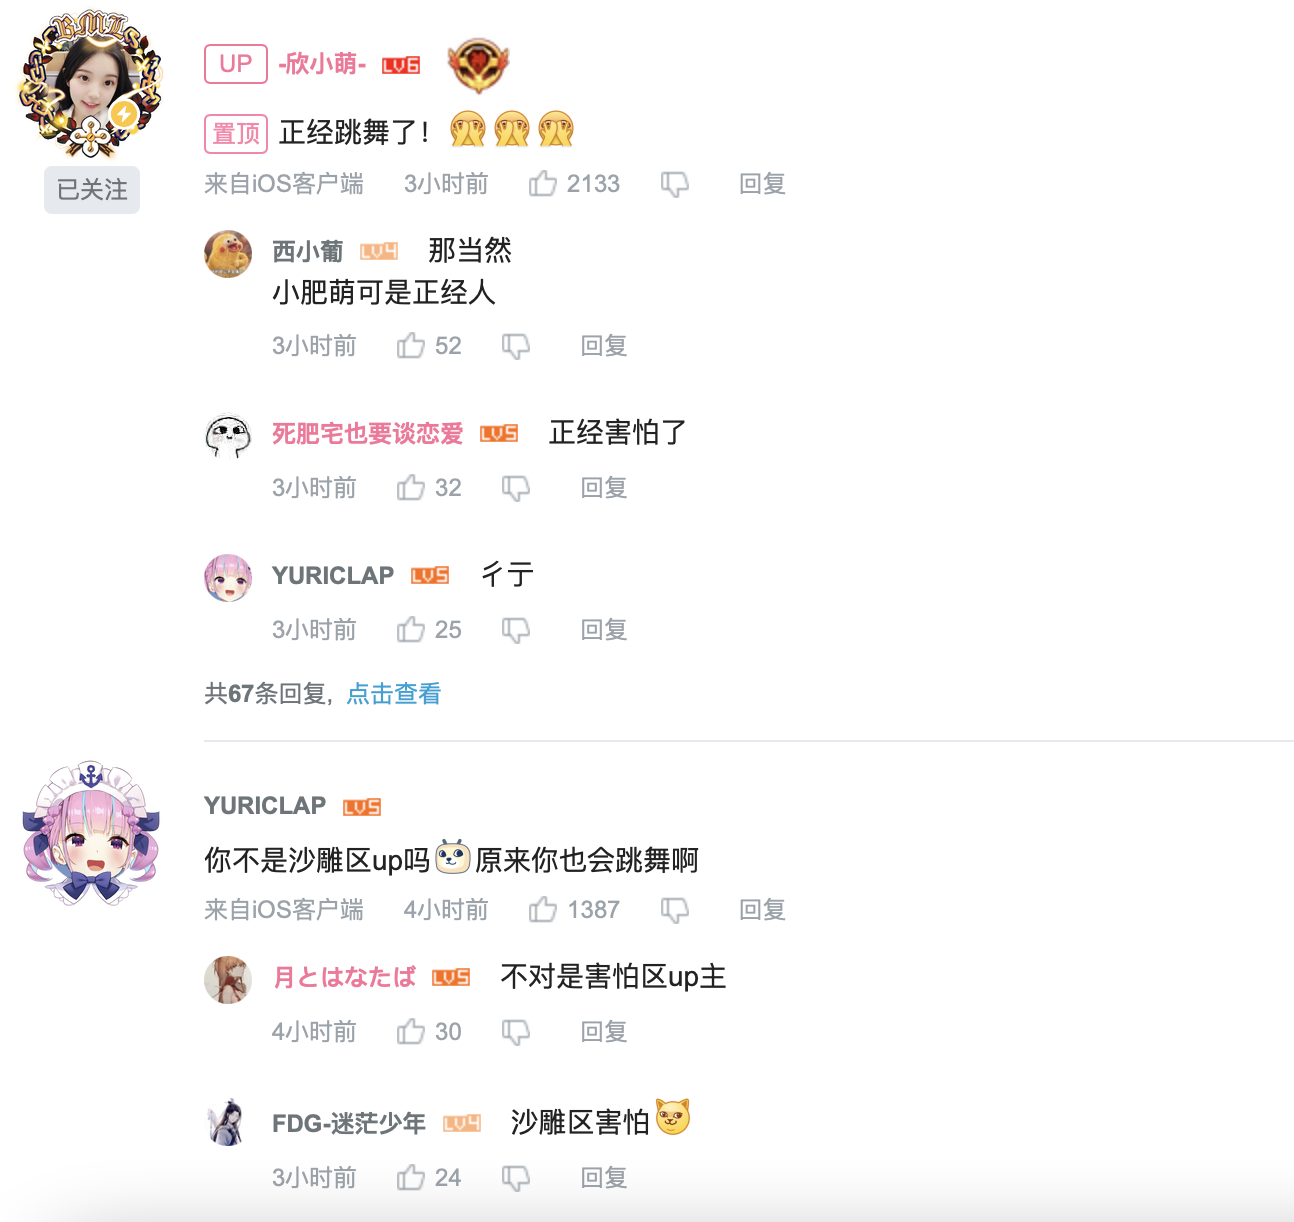 BMLS
UP -欣小萌- LV6
置顶 正经跳舞了！
已关注
来自iOS客户端 3小时前 2133 回复
西小葡 LV4 那当然
小肥萌可是正经人
3小时前 52 回复
死肥宅也要谈恋爱 LV5 正经害怕了
3小时前 32 回复
YURICLAP LV5 彳亍
3小时前 25 回复
共67条回复, 点击查看
YURICLAP LV5
你不是沙雕区up吗原来你也会跳舞啊
来自iOS客户端 4小时前 1387 回复
月とはなたば LV5 不对是害怕区up主
4小时前 30 回复
FDG-迷茫少年 LV4 沙雕区害怕
3小时前 24 回复